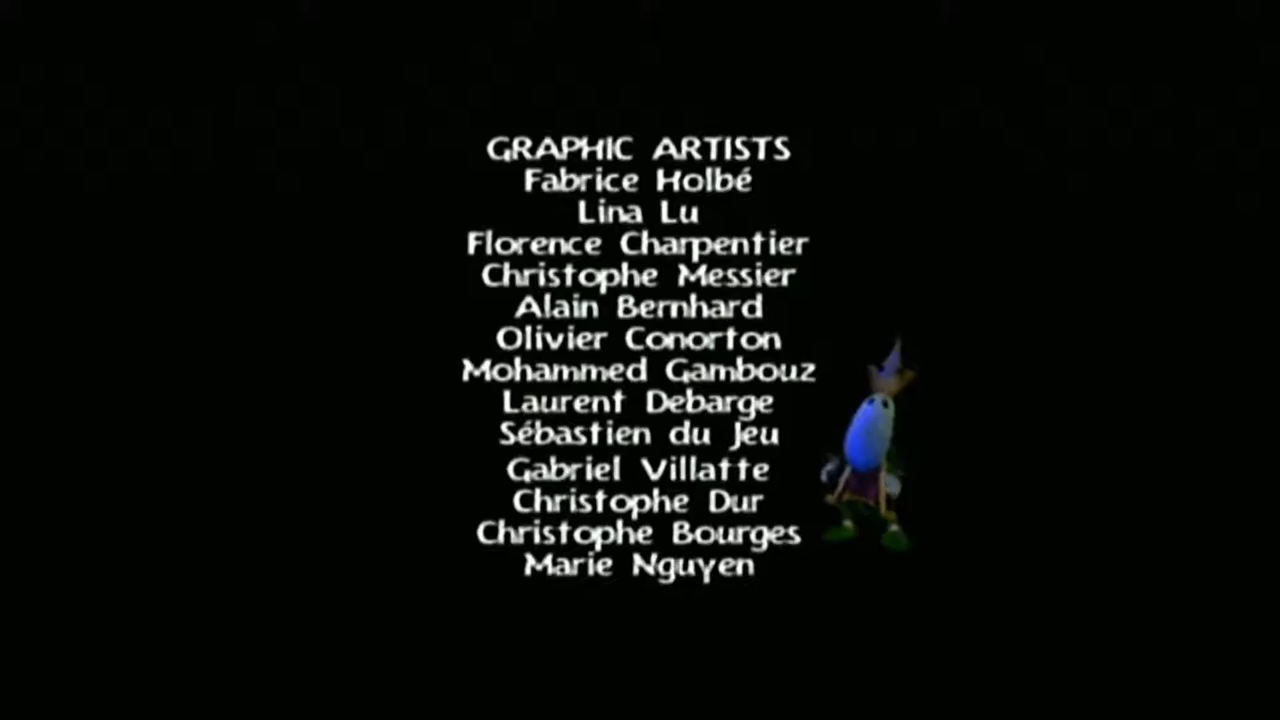 GRAPHIC ARTISTS
Fabrice Holbé
Lina Lu
Florence Charpentier
Christophe Messier
Alain Bernhard
Olivier Conorton
Mohammed Gambouz
Laurent Debarge
Sébastien du Jeu
Gabriel Villatte
Christophe Dur
Christophe Bourges
Marie Nguyen